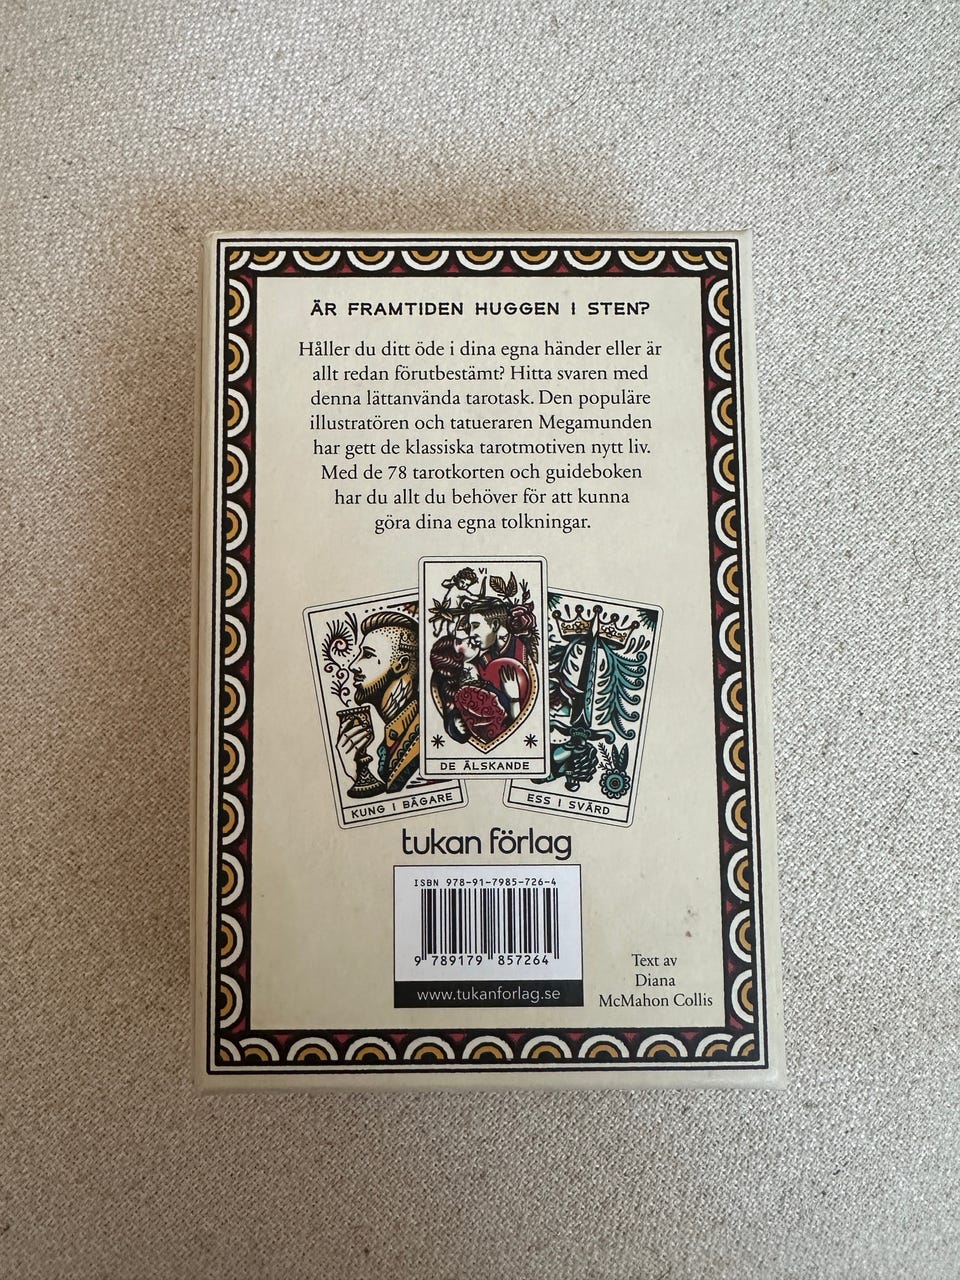 ÄR FRAMTIDEN HUGGEN I STEN?
Håller du ditt öde i dina egna händer eller är
allt redan förutbestämt? Hitta svaren med
denna lättanvända tarotask. Den populäre
illustratören och tatueraren Megamunden
har gett de klassiska tarotmotiven nytt liv.
Med de 78 tarotkorten och guideboken
har du allt du behöver för att kunna
göra dina egna tolkningar.
VI
DE ÄLSKANDE
KUNG I BÄGARE
ESS I SVÄRD
tukan förlag
ISBN 978-91-7985-726-4
9 789179 857264
www.tukanforlag.se
Text av
Diana
McMahon Collis